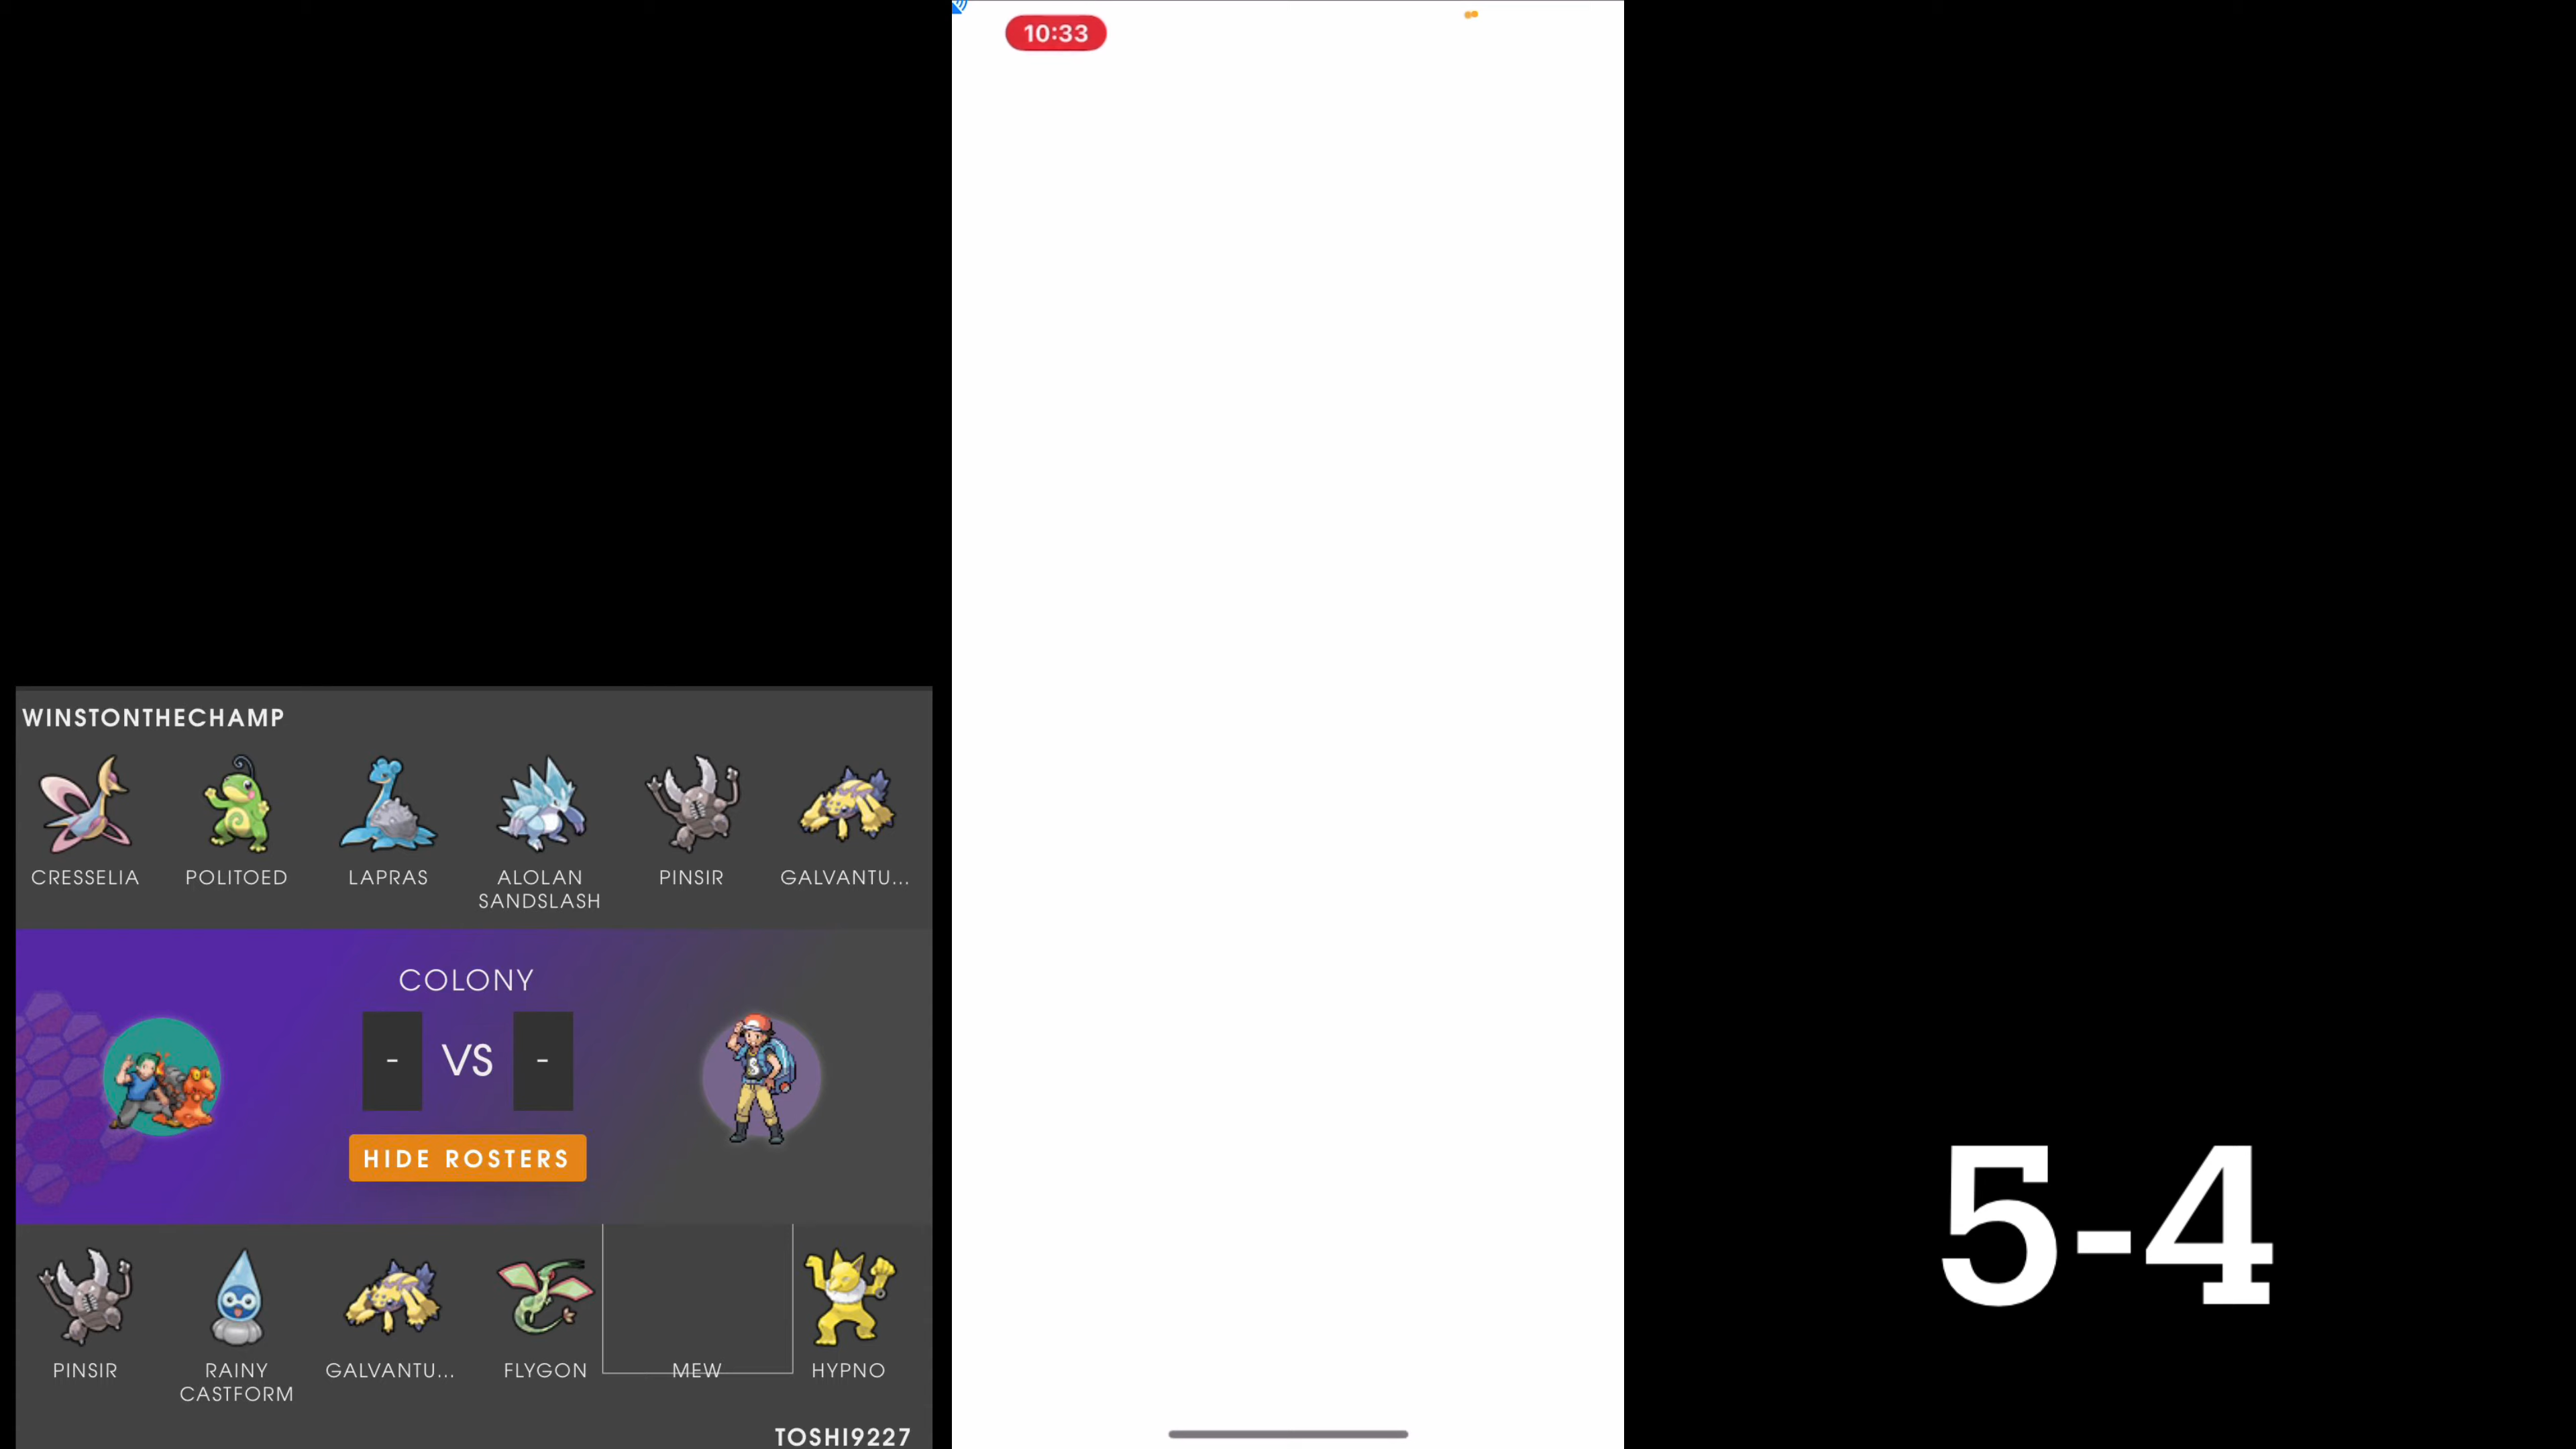 10:33
WINSTONTHECHAMP
CRESSELIA POLITOED LAPRAS ALOLAN SANDSLASH PINSIR GALVANTU...
COLONY
- VS -
HIDE ROSTERS
PINSIR RAINY CASTFORM GALVANTU... FLYGON MEW HYPNO
TOSHI9227
5-4